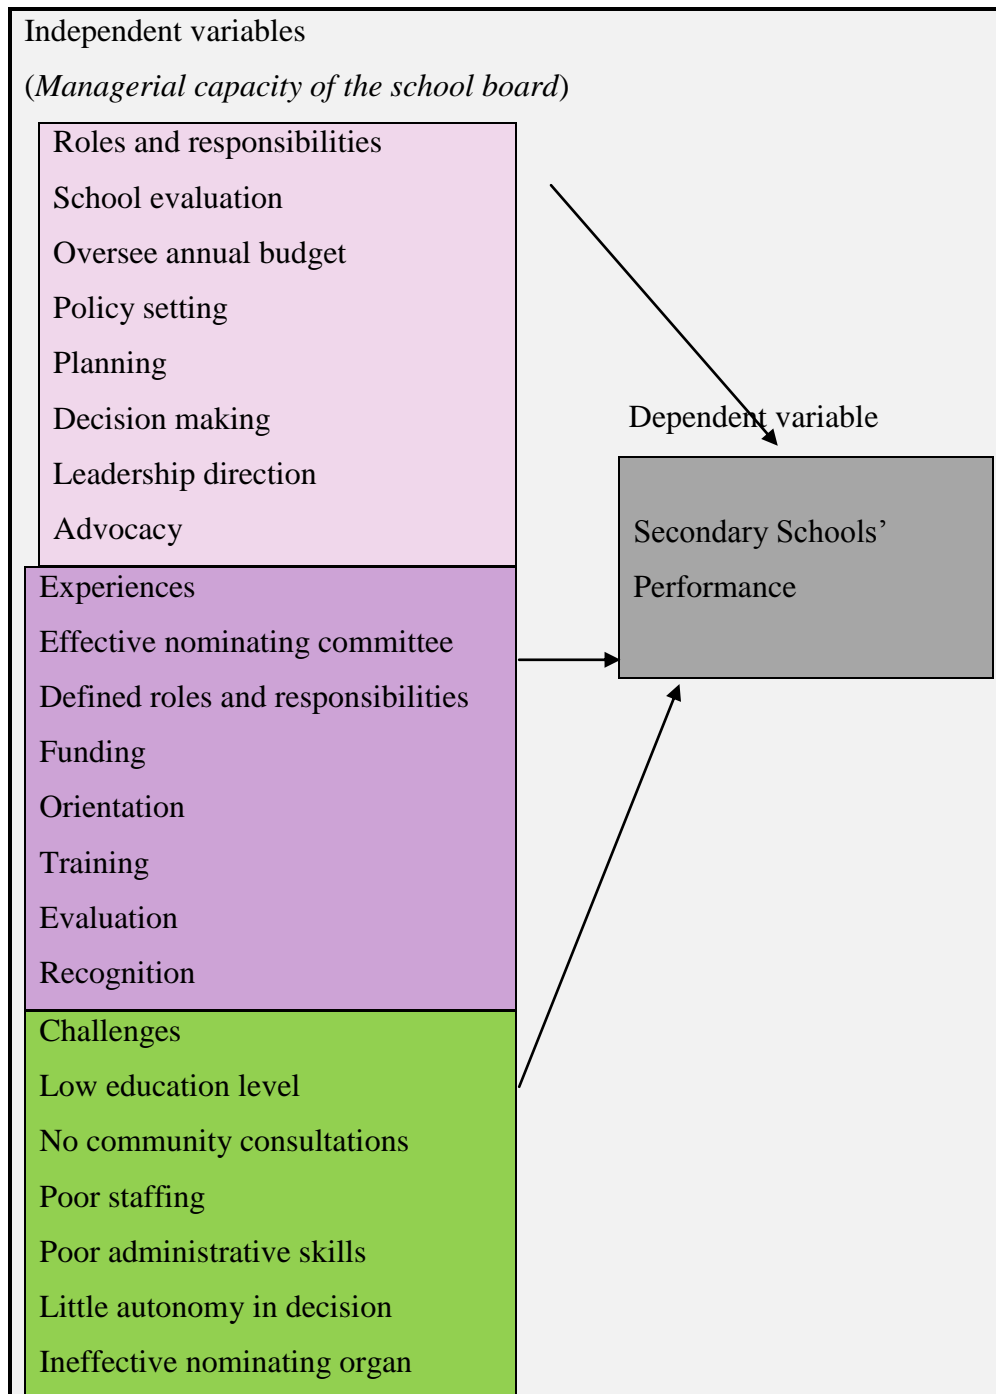 Independent variables
(Managerial capacity of the school board)
Roles and responsibilities
School evaluation
Oversee annual budget
Policy setting
Planning
Decision making
Leadership direction
Advocacy
Experiences
Effective nominating committee
Defined roles and responsibilities
Funding
Orientation
Training
Evaluation
Recognition
Challenges
Low education level
No community consultations
Poor staffing
Poor administrative skills
Little autonomy in decision
Ineffective nominating organ
Dependent variable
Secondary Schools’
Performance